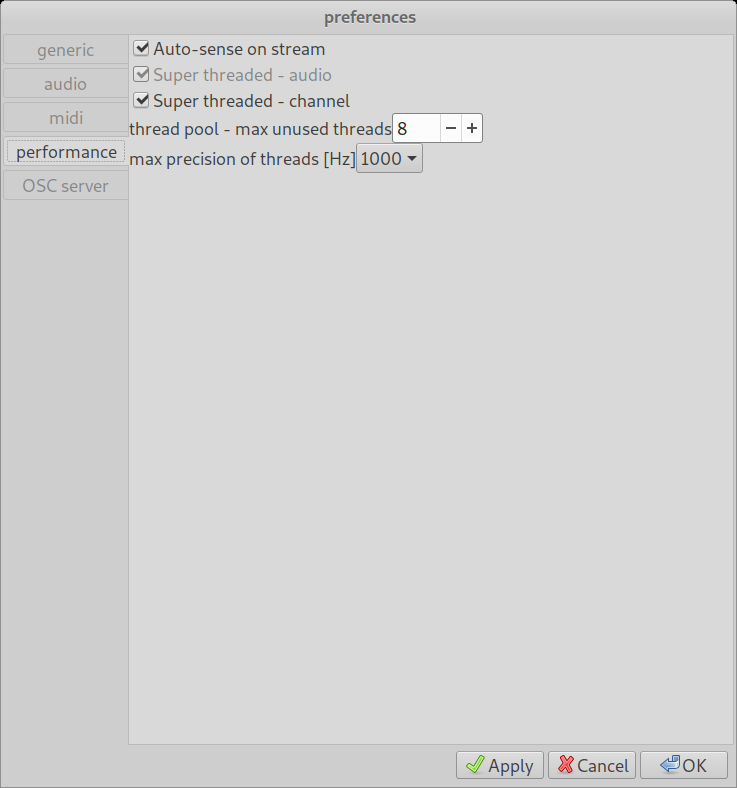 preferences
generic
audio
midi
performance
OSC server
Auto-sense on stream
Super threaded - audio
Super threaded - channel
thread pool - max unused threads 8 − +
max precision of threads [Hz] 1000
Apply Cancel OK